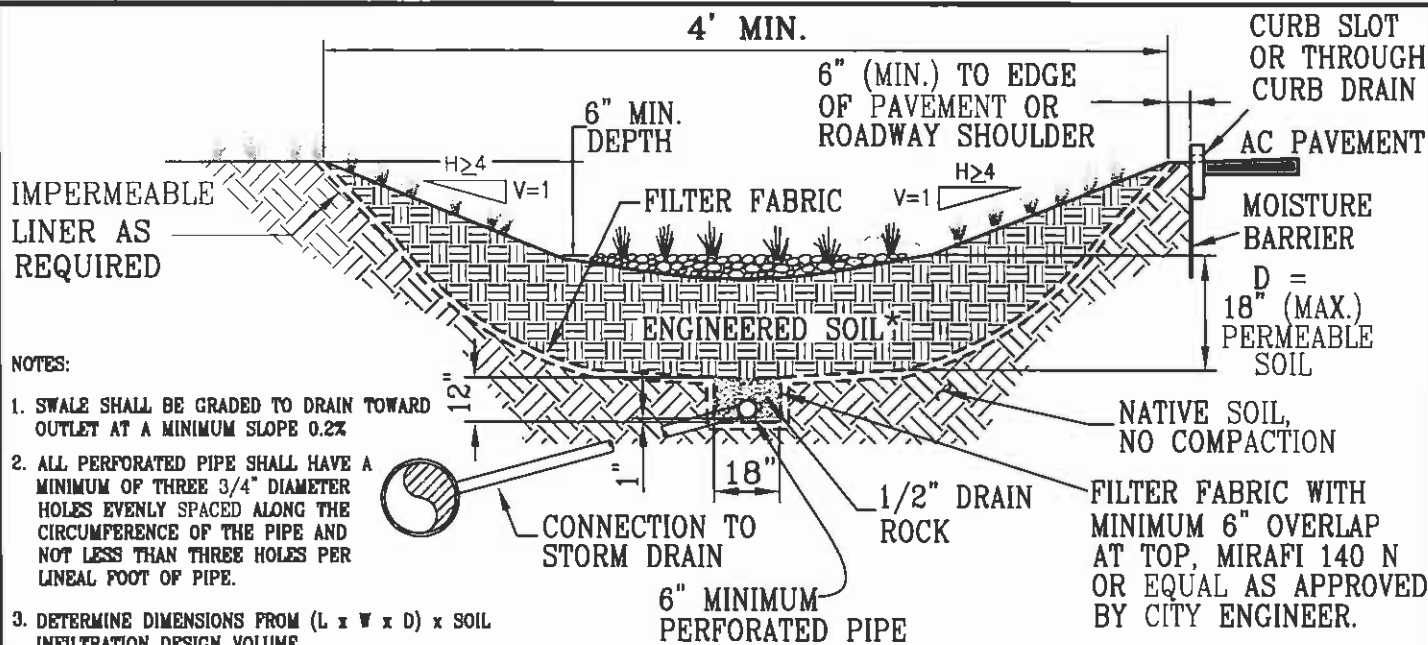 4' MIN.
CURB SLOT
OR THROUGH
CURB DRAIN
6" (MIN.) TO EDGE
OF PAVEMENT OR
ROADWAY SHOULDER
6" MIN.
DEPTH
AC PAVEMENT
H≥4
V=1
H≥4
V=1
IMPERMEABLE
LINER AS
REQUIRED
FILTER FABRIC
MOISTURE
BARRIER
D =
18" (MAX.)
PERMEABLE
SOIL
ENGINEERED SOIL*
NOTES:
1. SWALE SHALL BE GRADED TO DRAIN TOWARD
OUTLET AT A MINIMUM SLOPE 0.2%
2. ALL PERFORATED PIPE SHALL HAVE A
MINIMUM OF THREE 3/4" DIAMETER
HOLES EVENLY SPACED ALONG THE
CIRCUMFERENCE OF THE PIPE AND
NOT LESS THAN THREE HOLES PER
LINEAL FOOT OF PIPE.
3. DETERMINE DIMENSIONS FROM (L x W x D) x SOIL
INFILTRATION DESIGN VOLUME
12"
1"
18"
CONNECTION TO
STORM DRAIN
1/2" DRAIN
ROCK
6" MINIMUM
PERFORATED PIPE
NATIVE SOIL,
NO COMPACTION
FILTER FABRIC WITH
MINIMUM 6" OVERLAP
AT TOP, MIRAFI 140 N
OR EQUAL AS APPROVED
BY CITY ENGINEER.